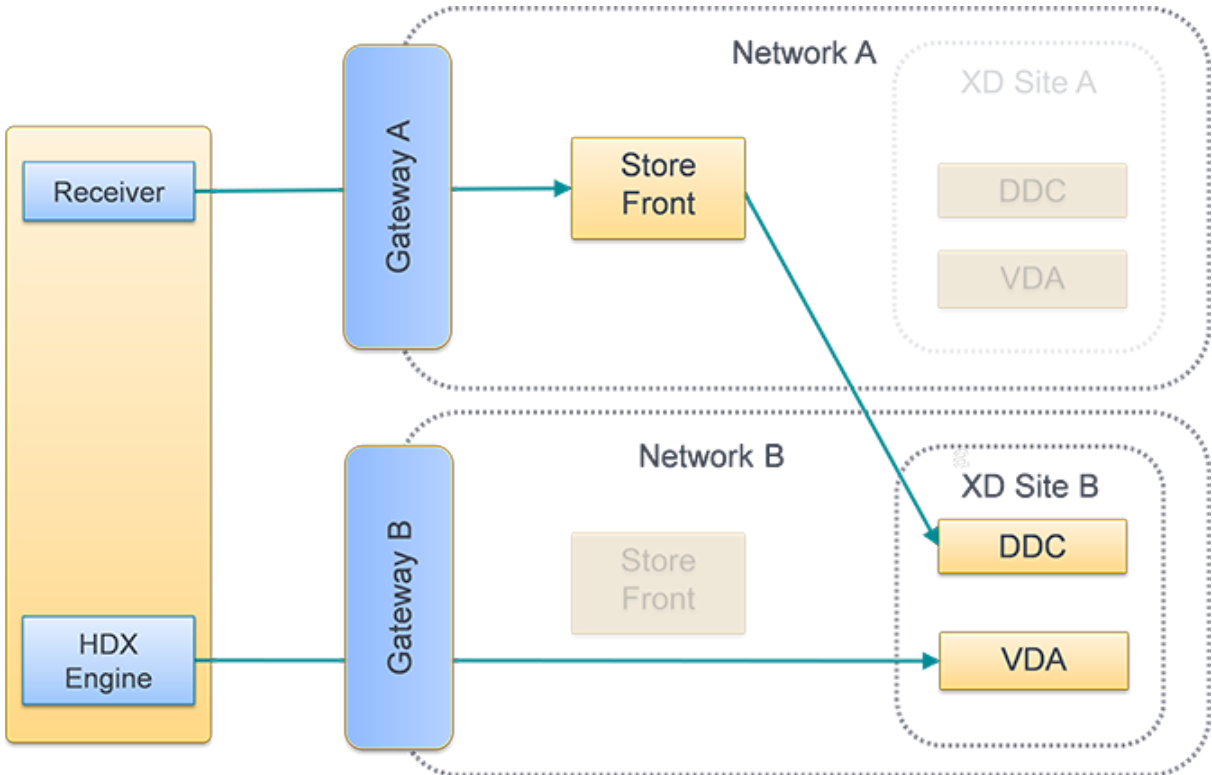 Network A
XD Site A
Gateway A
Store
Front
DDC
Receiver
VDA
Network B
XD Site B
Gateway B
DDC
Store
Front
HDX
Engine
VDA